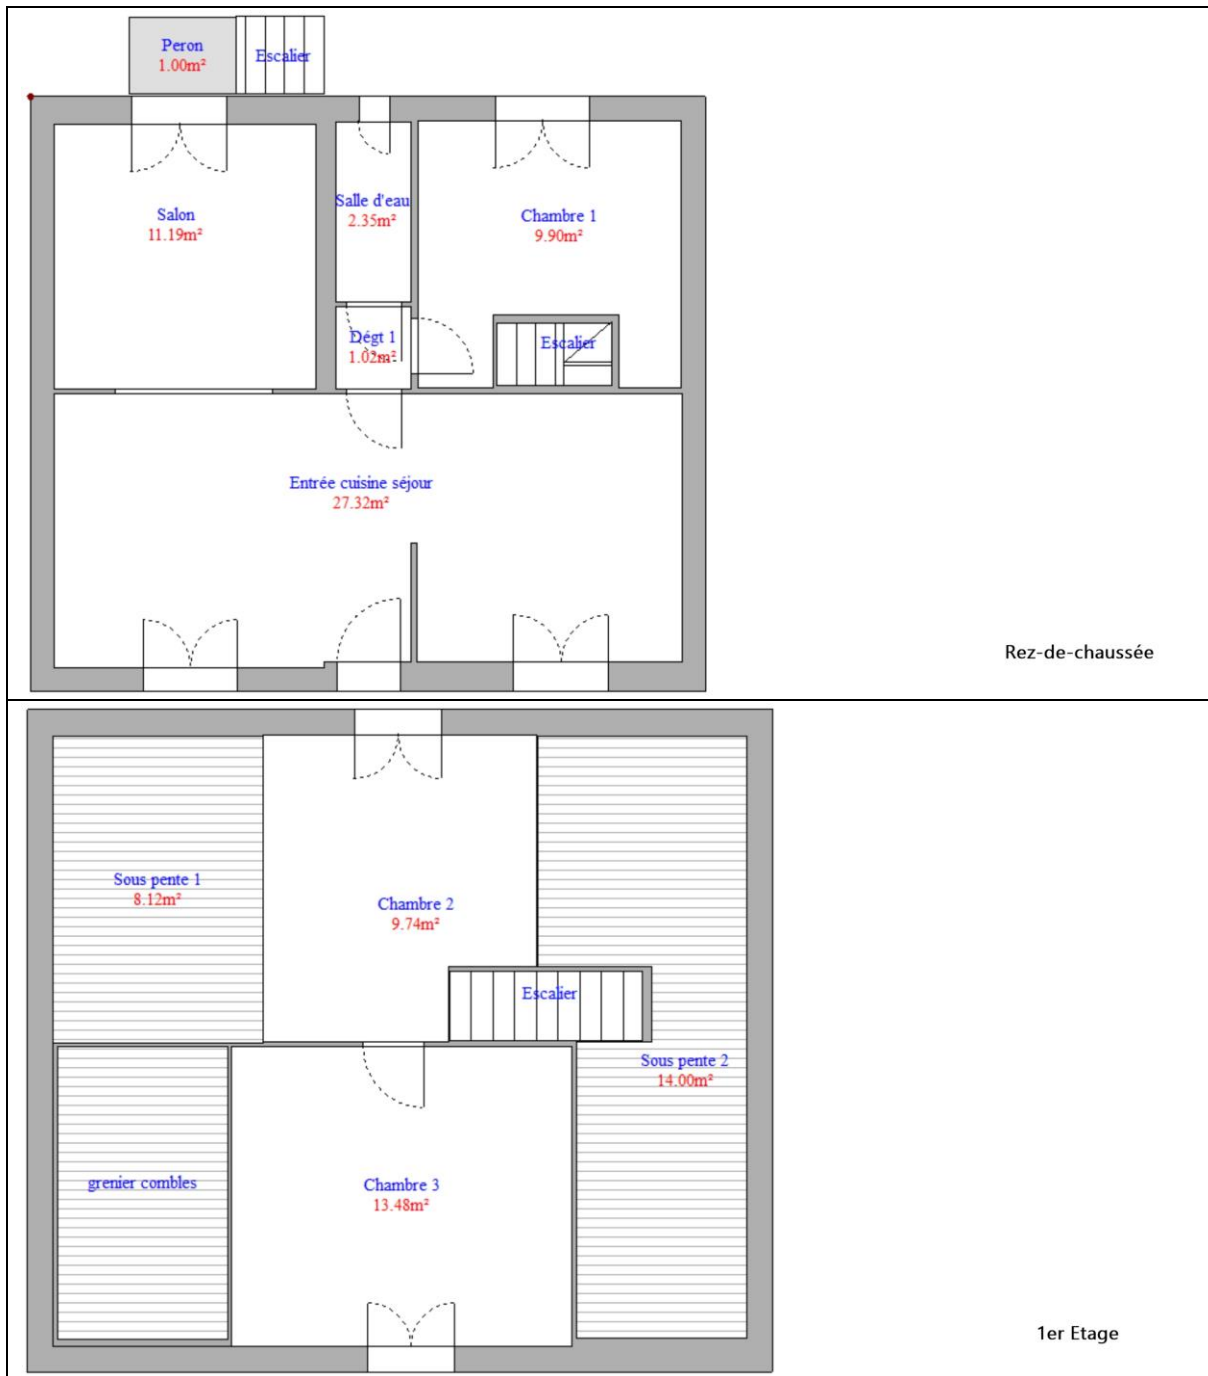 Peron
1.00m²
Escalier
Salon
11.19m²
Salle d'eau
2.35m²
Chambre 1
9.90m²
Dégt 1
1.02m²
Escalier
Entrée cuisine séjour
27.32m²
Rez-de-chaussée
Sous pente 1
8.12m²
Chambre 2
9.74m²
Escalier
Sous pente 2
14.00m²
grenier combles
Chambre 3
13.48m²
1er Etage